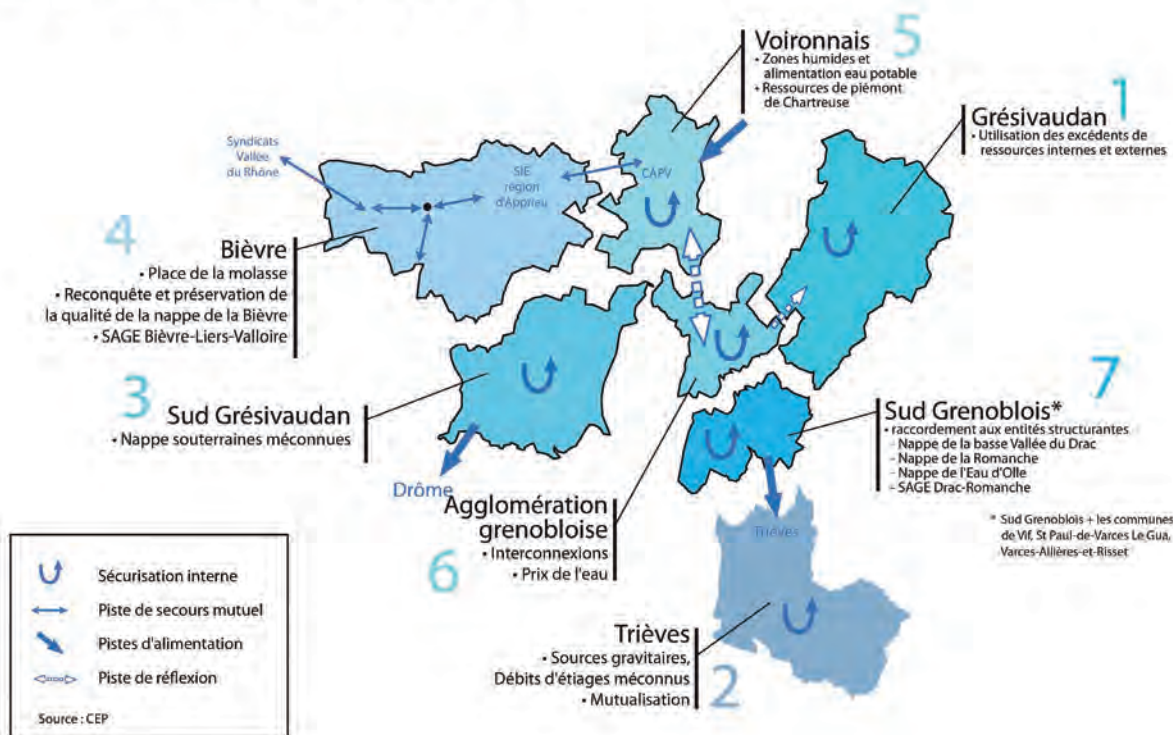 Voironnais
5
• Zones humides et
alimentation eau potable
• Ressources de piémont
de Chartreuse
Grésivaudan
1
• Utilisation des excédents de
ressources internes et externes
Syndicats
Vallée
du Rhône
SIE
région
d'Apprieu
CAPV
4
Bièvre
• Place de la molasse
• Reconquête et préservation de
la qualité de la nappe de la Bièvre
• SAGE Bièvre-Liers-Valloire
3
Sud Grésivaudan
• Nappe souterraines méconnues
Drôme
7
Sud Grenoblois*
• raccordement aux entités structurantes
- Nappe de la basse Vallée du Drac
- Nappe de la Romanche
- Nappe de l'Eau d'Olle
- SAGE Drac-Romanche
* Sud Grenoblois + les communes
de Vif, St Paul-de-Varces Le Gua,
Varces-Allières-et-Risset
Agglomération
grenobloise
6
• Interconnexions
• Prix de l'eau
Trièves
Trièves
2
• Sources gravitaires,
Débits d'étiages méconnus
• Mutualisation
Sécurisation interne
Piste de secours mutuel
Pistes d'alimentation
Piste de réflexion
Source : CEP